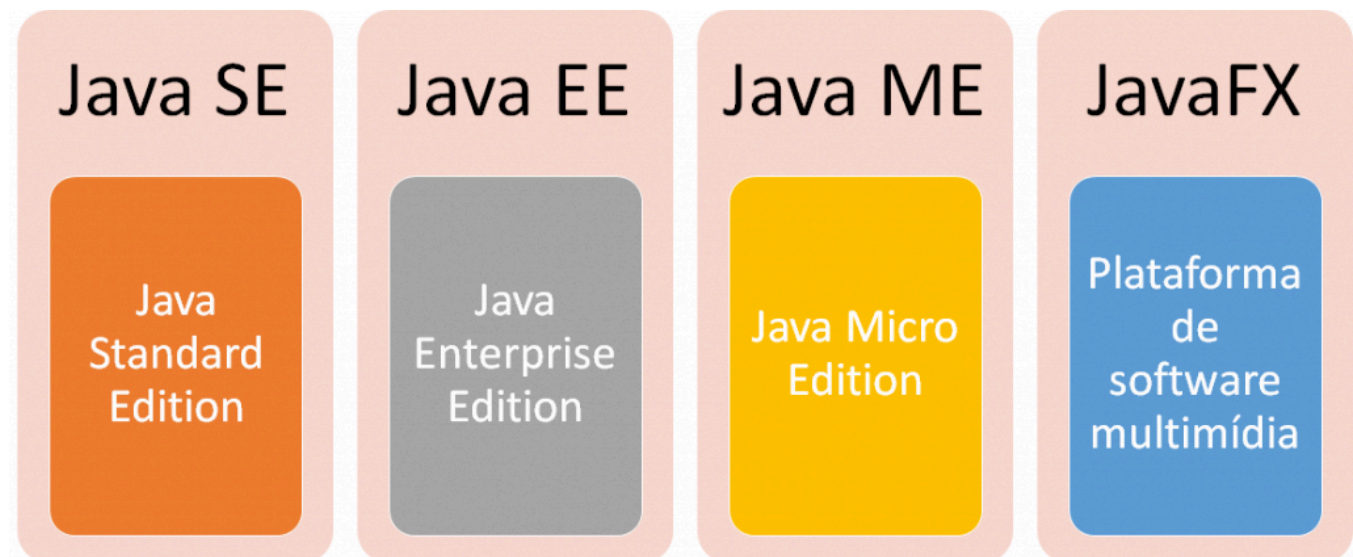 Java SE
Java
Standard
Edition
Java EE
Java
Enterprise
Edition
Java ME
Java Micro
Edition
JavaFX
Plataforma
de
software
multimídia